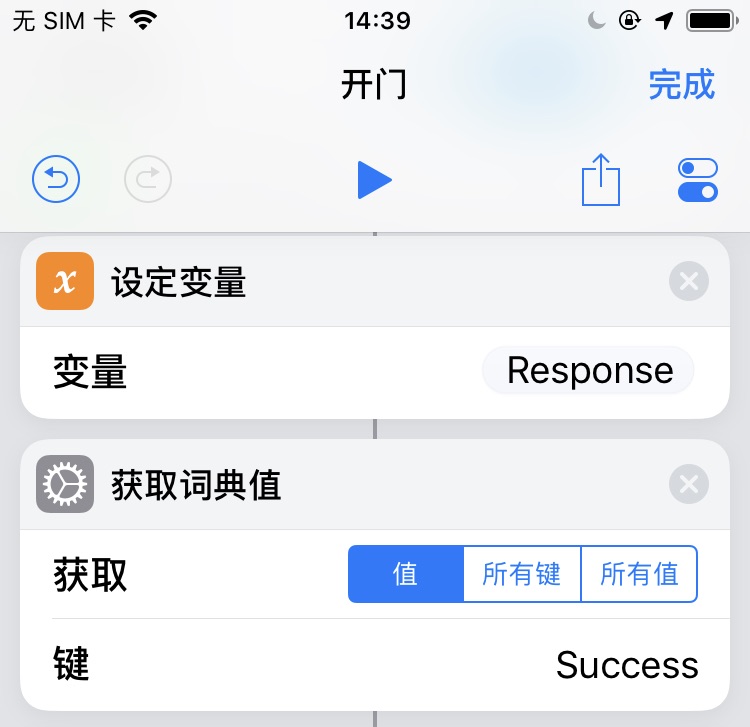 无 SIM 卡 14:39
开门 完成
x 设定变量
变量 Response
获取词典值
获取 值 所有键 所有值
键 Success